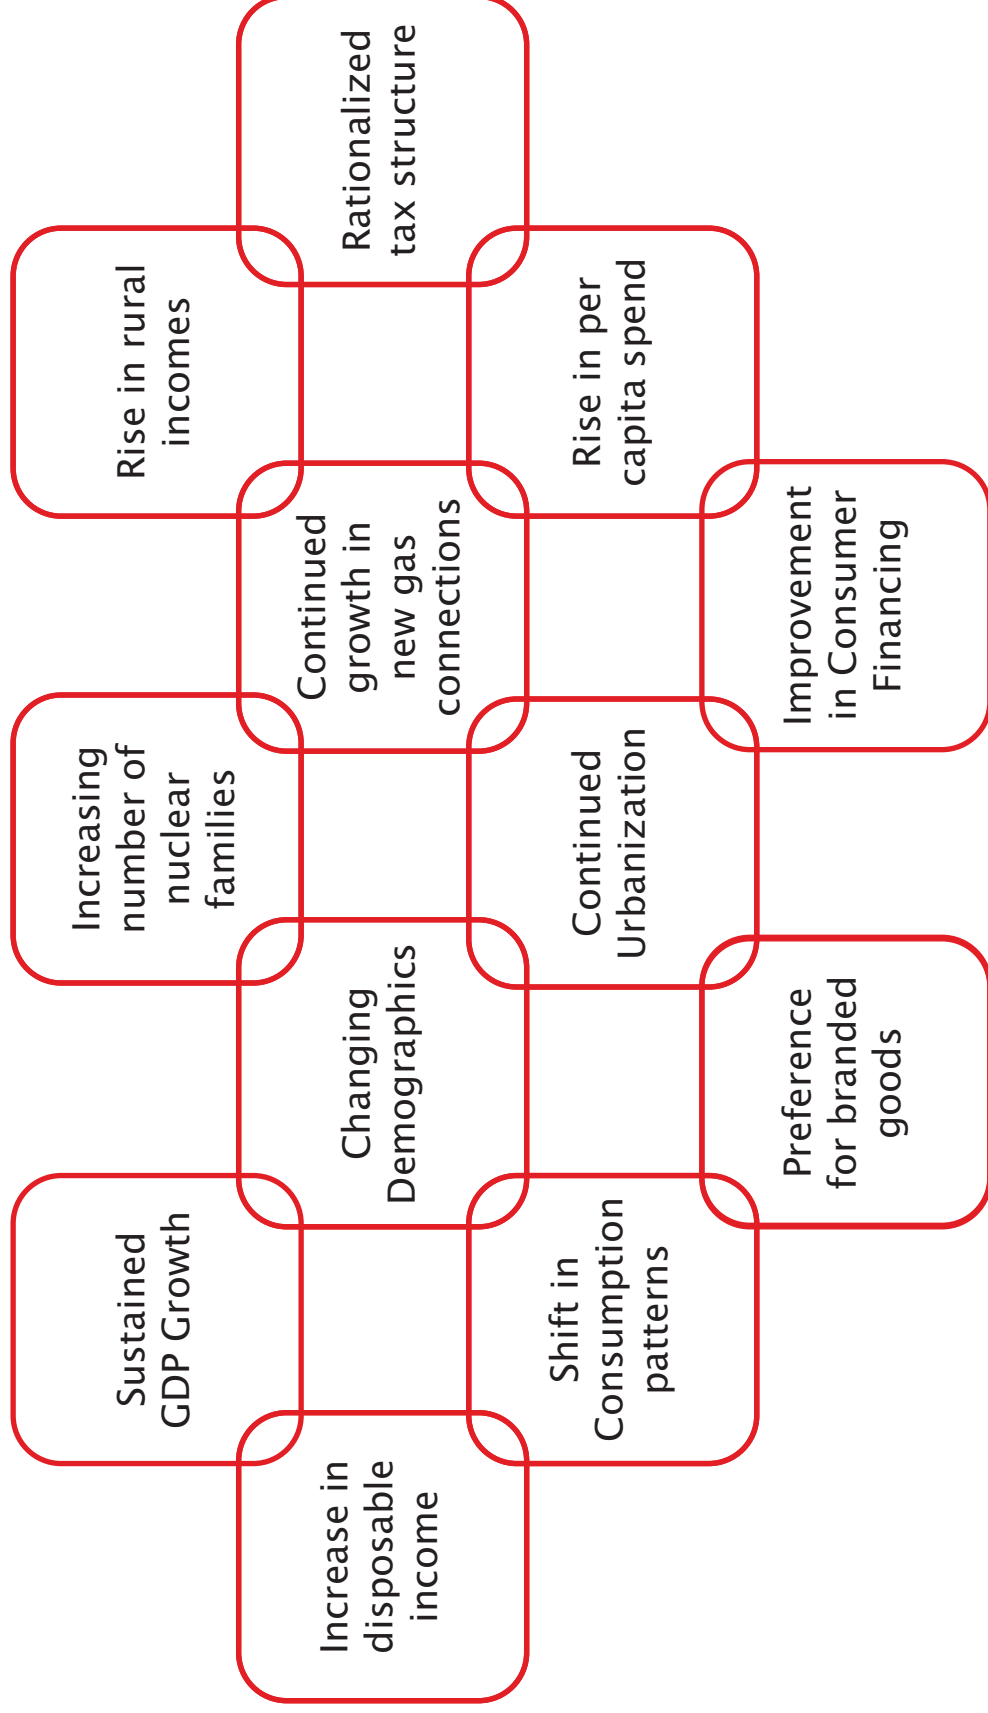 Sustained
GDP Growth
Increasing
number of
nuclear
families
Rise in rural
incomes
Increase in
disposable
income
Changing
Demographics
Continued
growth in
new gas
connections
Rationalized
tax structure
Shift in
Consumption
patterns
Continued
Urbanization
Rise in per
capita spend
Preference
for branded
goods
Improvement
in Consumer
Financing